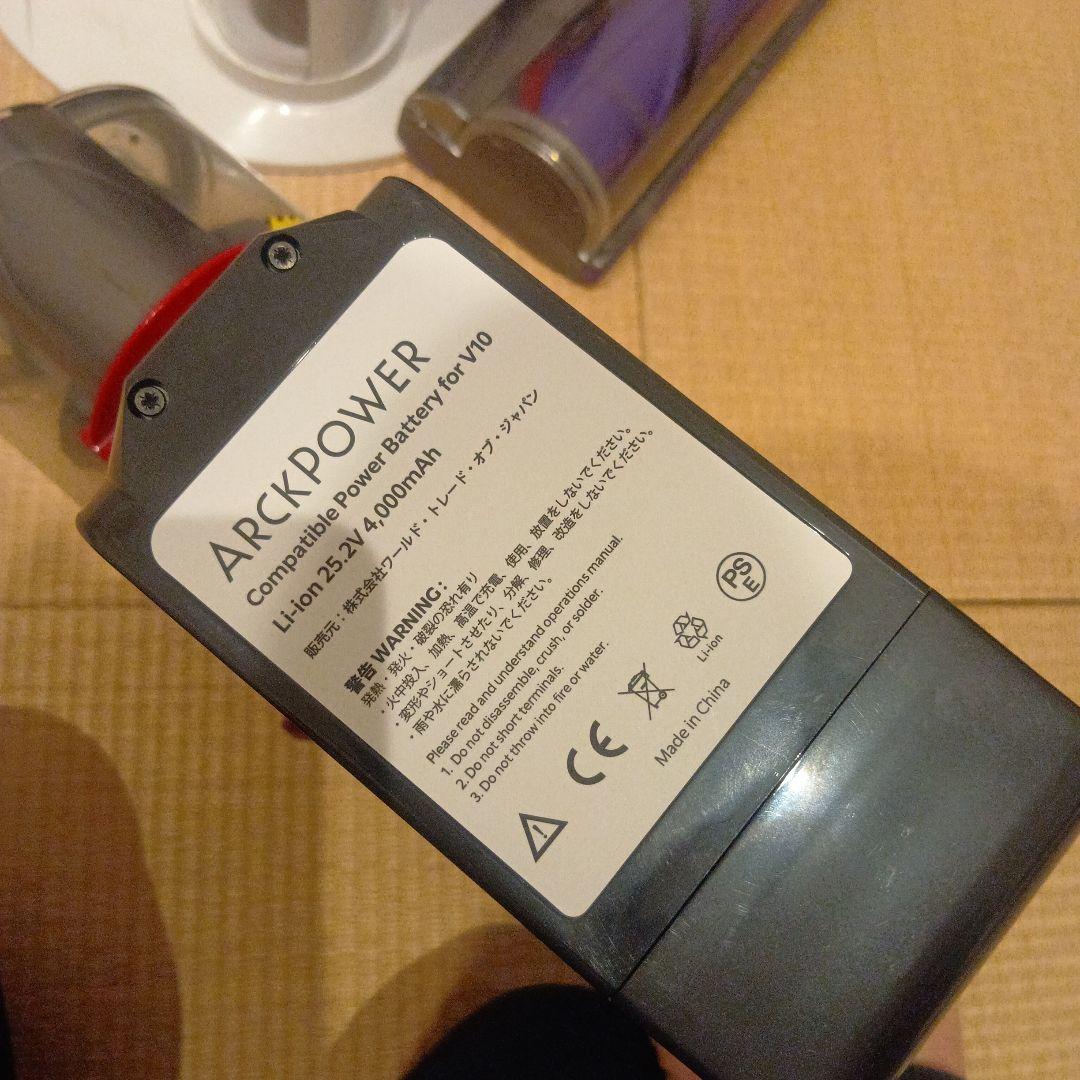 ARCKPOWER
Compatible Power Battery for V10
Li-ion 25.2V 4,000mAh
販売元：株式会社ワールド・トレード・オブ・ジャパン
警告 WARNING：
発熱・発火・破裂の恐れ有り
・火中投入、加熱、高温で充電、使用、放置をしないでください。
・変形やショートさせたり、分解、修理、改造をしないでください。
・雨や水に濡らされないでください。
Please read and understand operations manual.
1. Do not disassemble, crush, or solder.
2. Do not short terminals.
3. Do not throw into fire or water.
CE
Li-ion
PSE
Made in China